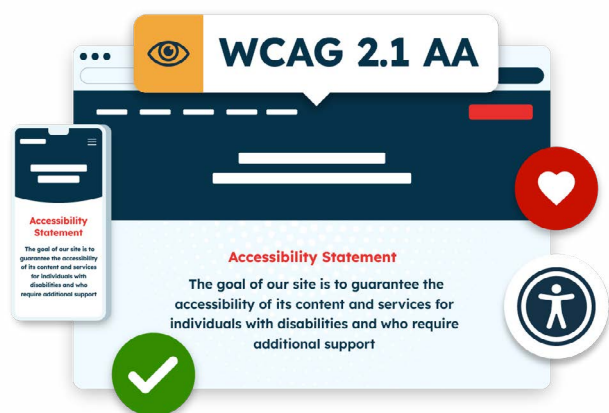 WCAG 2.1 AA
Accessibility
Statement
The goal of our site is to
guarantee the accessibility
of its content and services
for individuals with
disabilities and who
require additional support
Accessibility Statement
The goal of our site is to guarantee the
accessibility of its content and services for
individuals with disabilities and who require
additional support